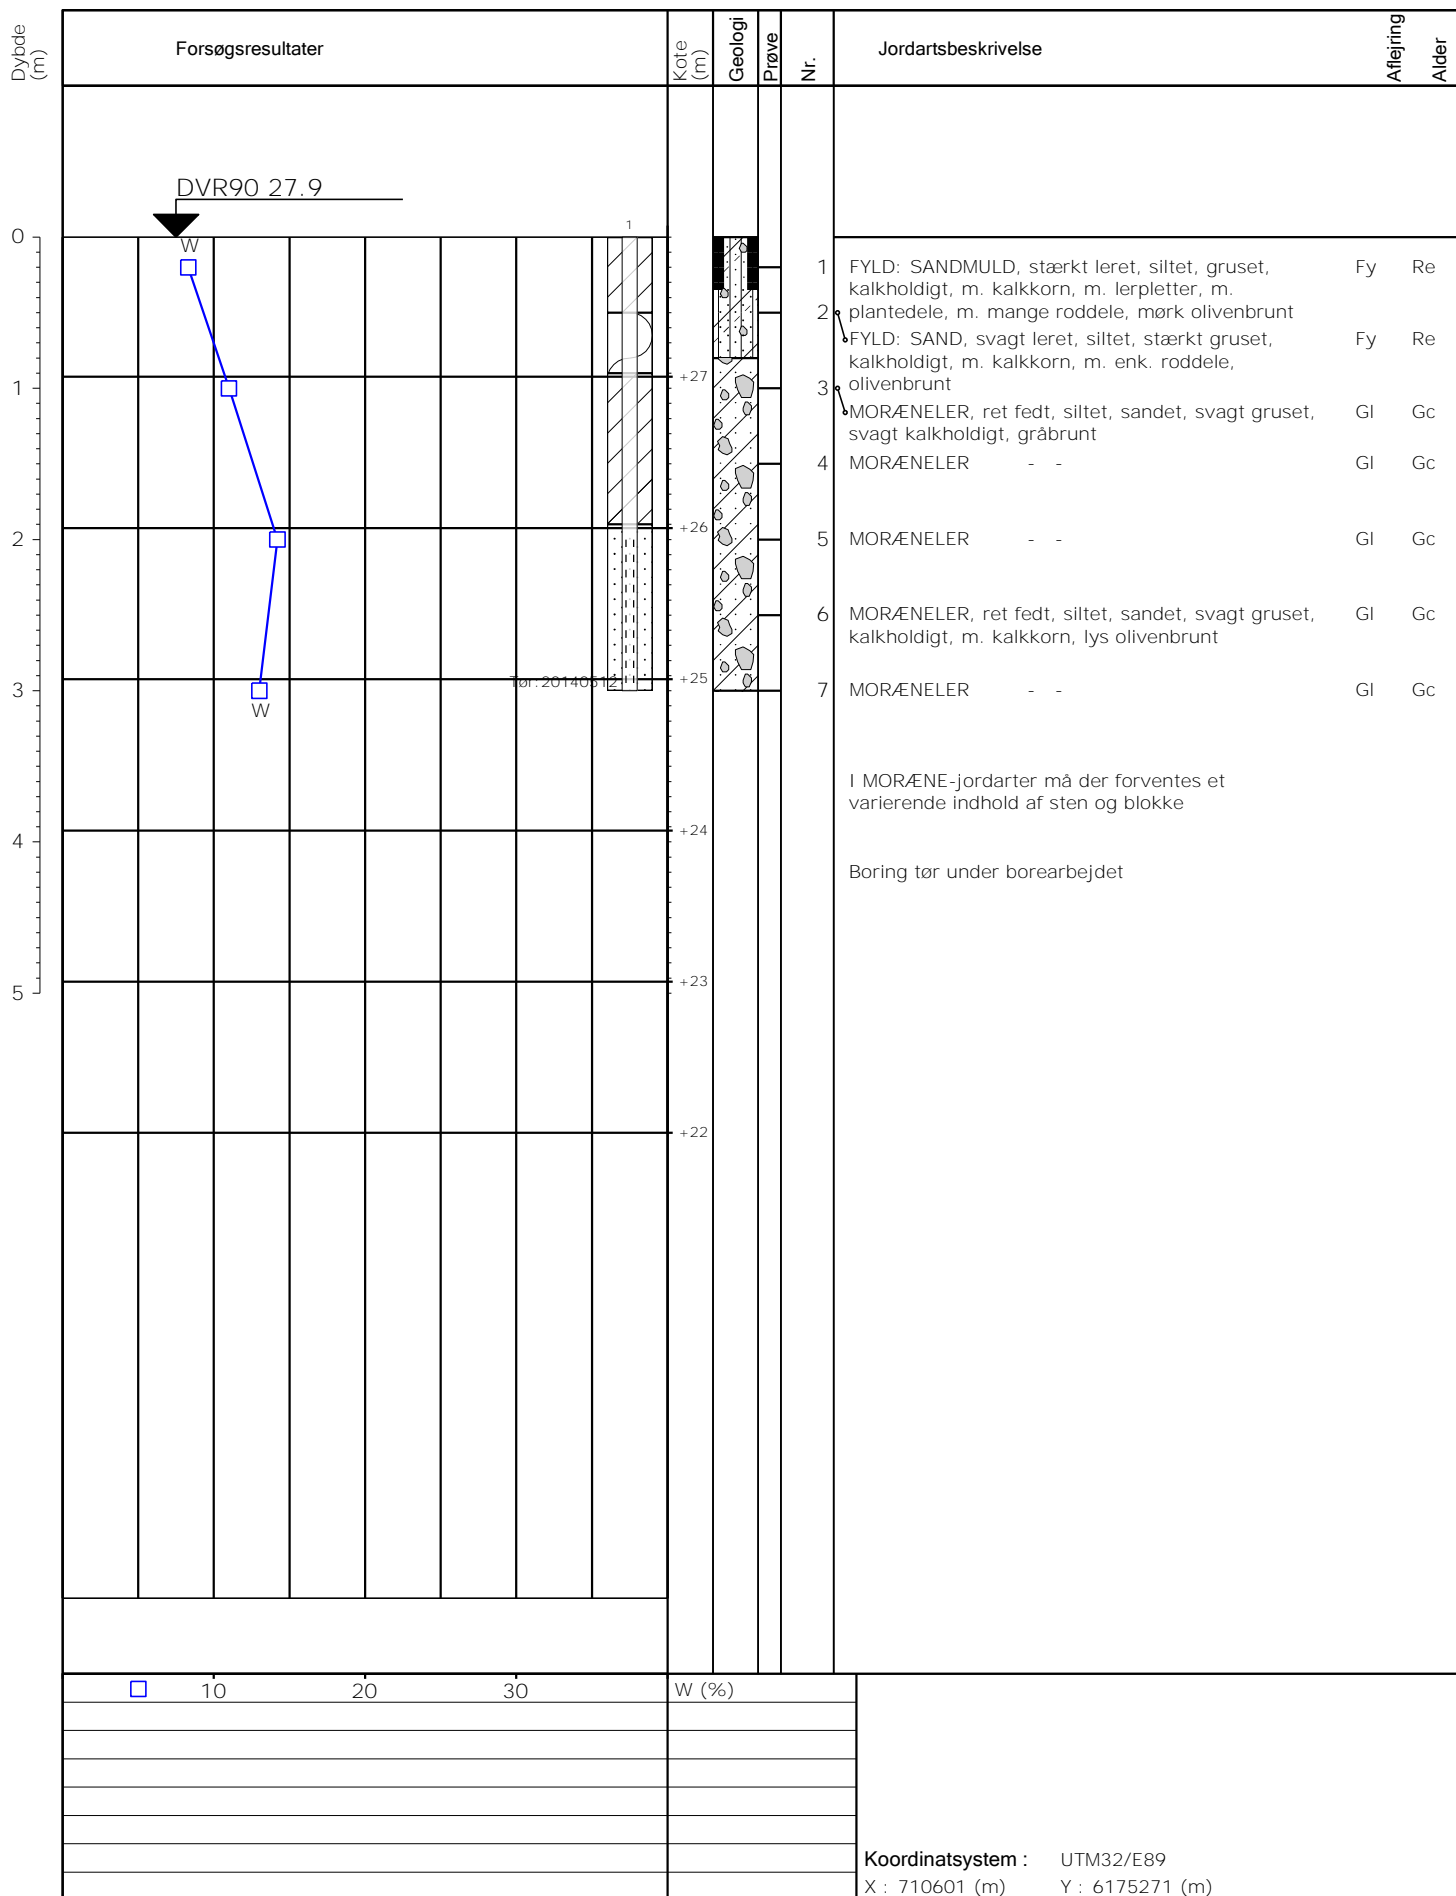 Dybde
(m)
Forsøgsresultater
Kote
(m)
Geologi
Prøve
Nr.
Jordartsbeskrivelse
Aflejring
Alder
DVR90 27.9
1
0
W
1 FYLD: SANDMULD, stærkt leret, siltet, gruset, Fy Re
kalkholdigt, m. kalkkorn, m. lerpletter, m.
2 plantedele, m. mange roddele, mørk olivenbrunt
FYLD: SAND, svagt leret, siltet, stærkt gruset, Fy Re
kalkholdigt, m. kalkkorn, m. enk. roddele,
1 +27 3 olivenbrunt
MORÆNELER, ret fedt, siltet, sandet, svagt gruset, Gl Gc
svagt kalkholdigt, gråbrunt
4 MORÆNELER - - Gl Gc
+26
2 5 MORÆNELER - - Gl Gc
6 MORÆNELER, ret fedt, siltet, sandet, svagt gruset, Gl Gc
kalkholdigt, m. kalkkorn, lys olivenbrunt
Tør:20140512 +25
3 7 MORÆNELER - - Gl Gc
W
I MORÆNE-jordarter må der forventes et
varierende indhold af sten og blokke
+24
4
Boring tør under borearbejdet
+23
5
+22
10 20 30 W (%)
Koordinatsystem : UTM32/E89
X : 710601 (m) Y : 6175271 (m)